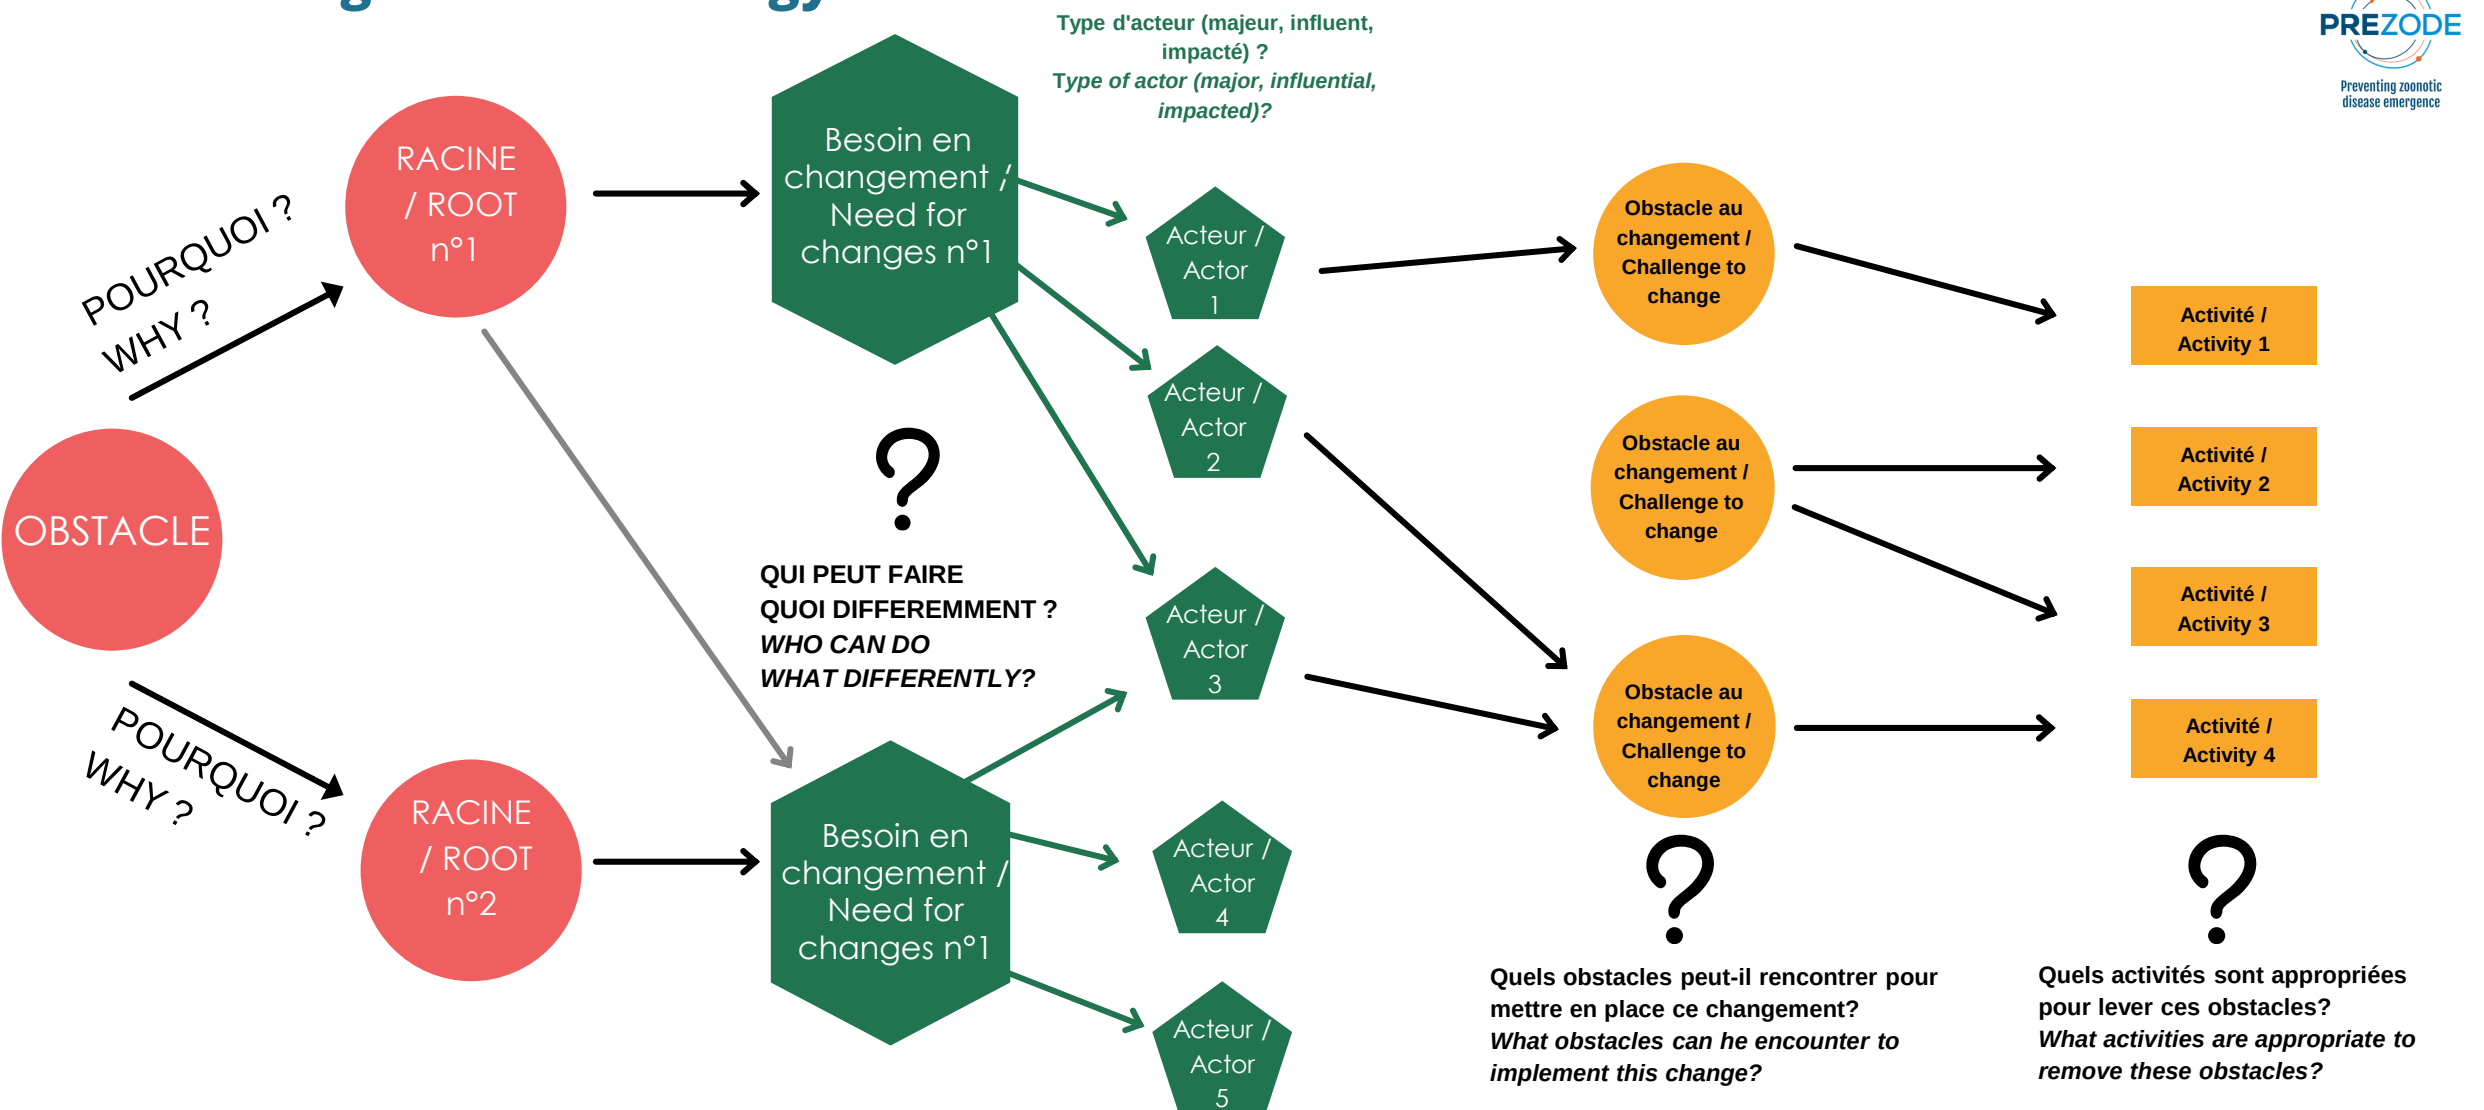 Type d'acteur (majeur, influent,
impacté) ?
Type of actor (major, influential,
impacted)?
PREZODE
Preventing zoonotic
disease emergence
POURQUOI ?
WHY ?
RACINE
/ ROOT
n°1
Besoin en
changement /
Need for
changes n°1
Acteur /
Actor
1
Obstacle au
changement /
Challenge to
change
Activité /
Activity 1
Acteur /
Actor
2
Obstacle au
changement /
Challenge to
change
Activité /
Activity 2
OBSTACLE
QUI PEUT FAIRE
QUOI DIFFEREMMENT ?
WHO CAN DO
WHAT DIFFERENTLY?
?
Acteur /
Actor
3
Activité /
Activity 3
Obstacle au
changement /
Challenge to
change
Activité /
Activity 4
POURQUOI ?
WHY ?
RACINE
/ ROOT
n°2
Besoin en
changement /
Need for
changes n°1
Acteur /
Actor
4
Acteur /
Actor
5
?
Quels obstacles peut-il rencontrer pour
mettre en place ce changement?
What obstacles can he encounter to
implement this change?
?
Quels activités sont appropriées
pour lever ces obstacles?
What activities are appropriate to
remove these obstacles?